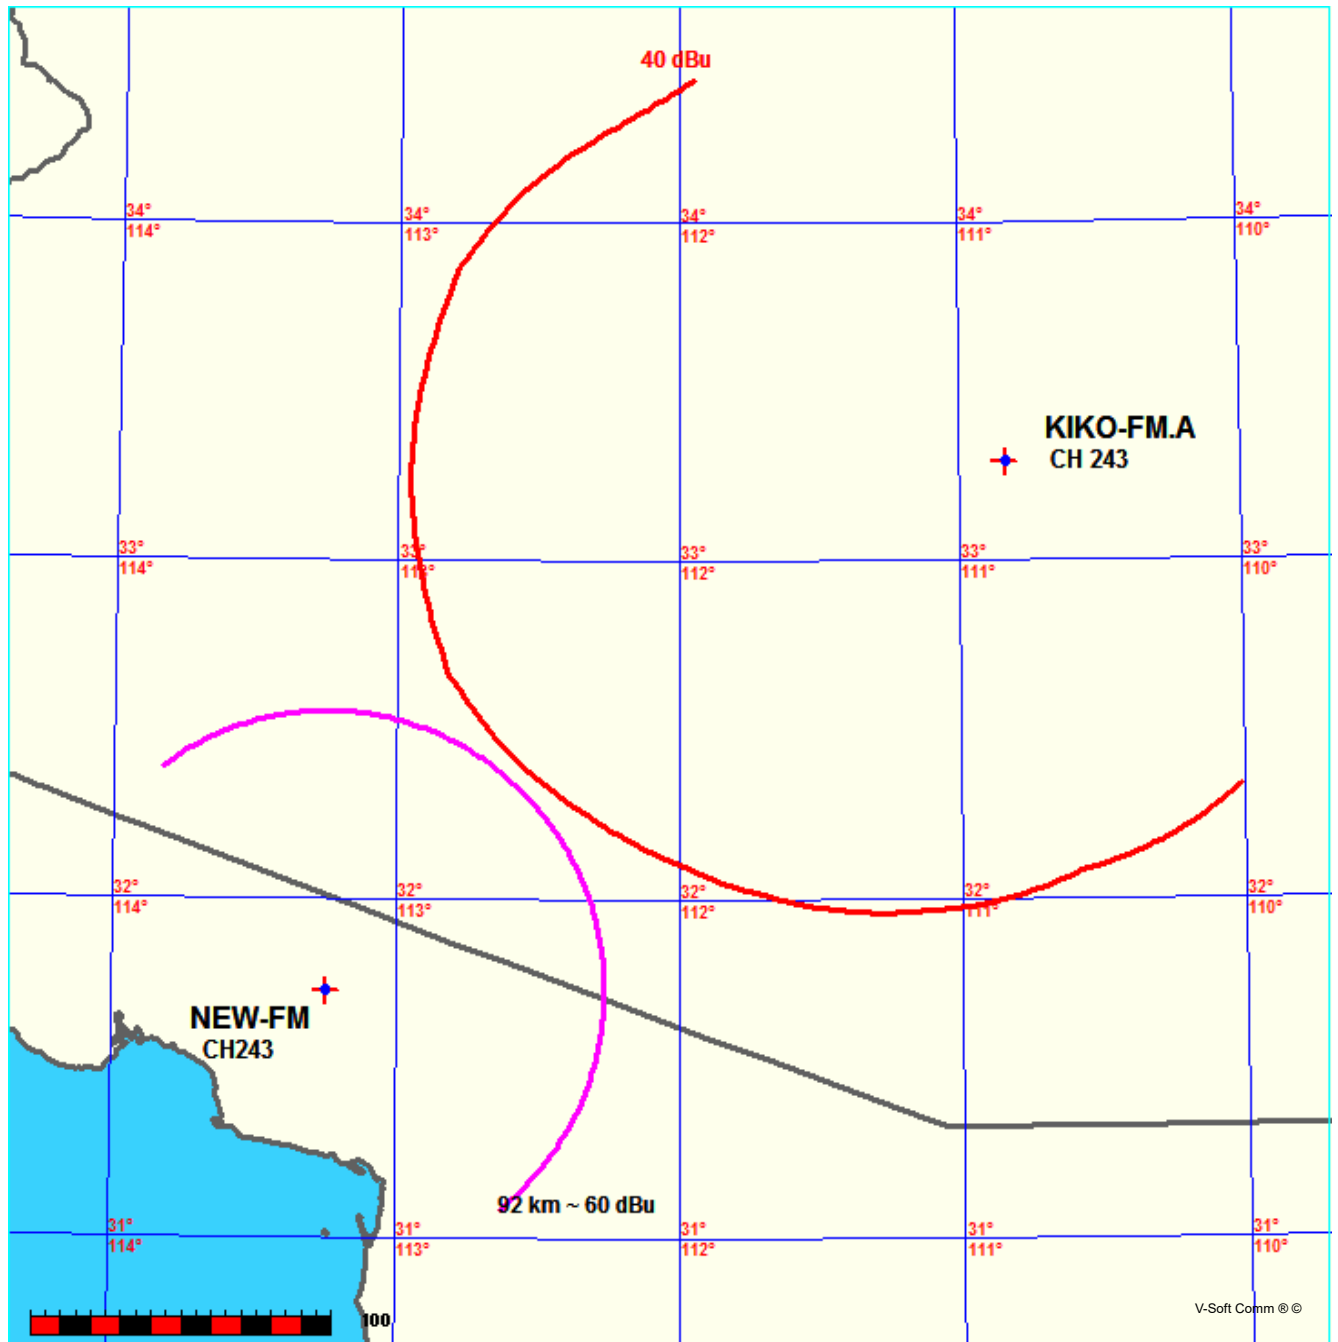 40 dBu
34° 34° 34° 34° 34°
114° 113° 112° 111° 110°
KIKO-FM.A
CH 243
33° 33° 33° 33° 33°
114° 113° 112° 111° 110°
32° 32° 32° 32° 32°
114° 113° 112° 111° 110°
NEW-FM
CH243
92 km ~ 60 dBu
31° 31° 31° 31° 31°
114° 113° 112° 111° 110°
100
V-Soft Comm ® ©